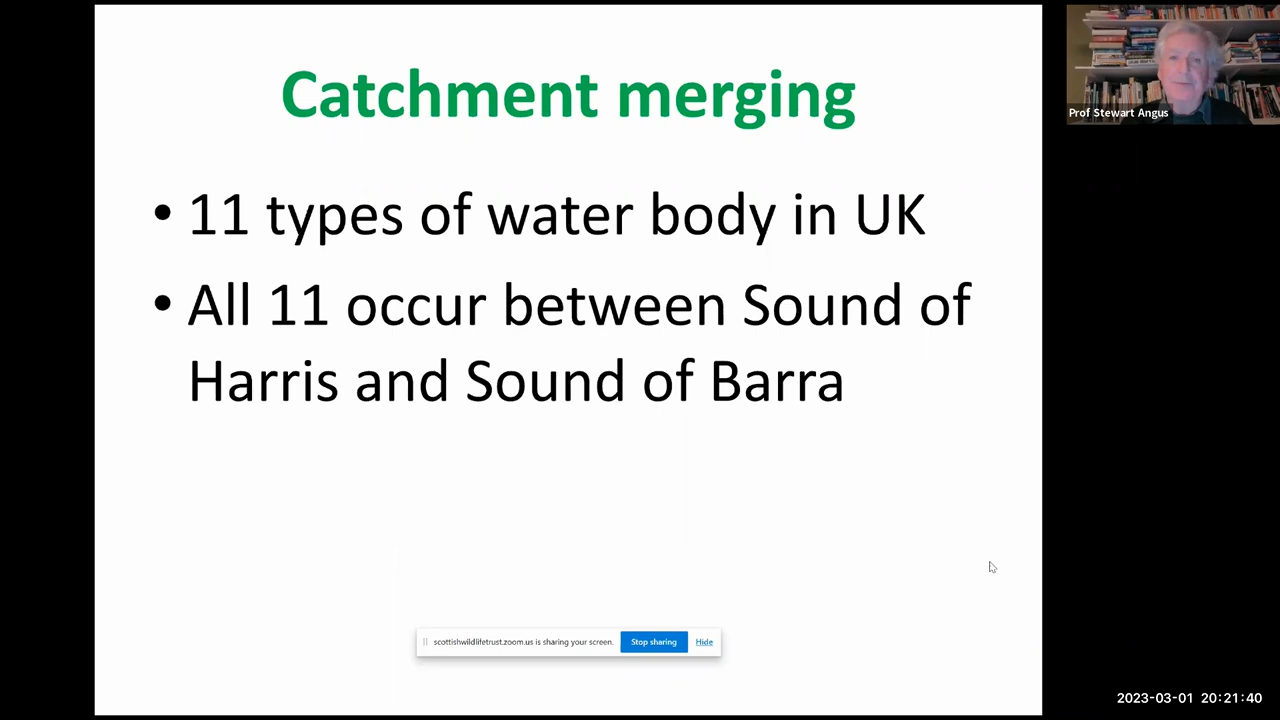 Catchment merging
• 11 types of water body in UK
• All 11 occur between Sound of
Harris and Sound of Barra
Prof Stewart Angus
scottishwildlifetrust.zoom.us is sharing your screen.
Stop sharing
Hide
2023-03-01 20:21:40